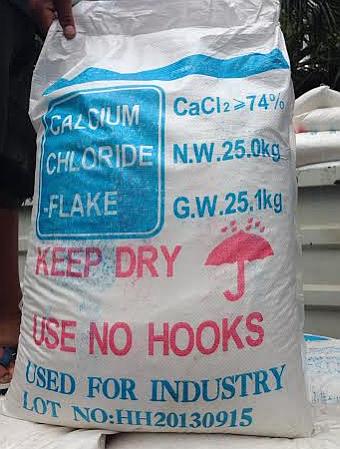 CALCIUM
CHLORIDE
-FLAKE
CaCl₂≥74%
N.W.25.0kg
G.W.25.1kg
KEEP DRY
USE NO HOOKS
USED FOR INDUSTRY
LOT NO:HH20130915